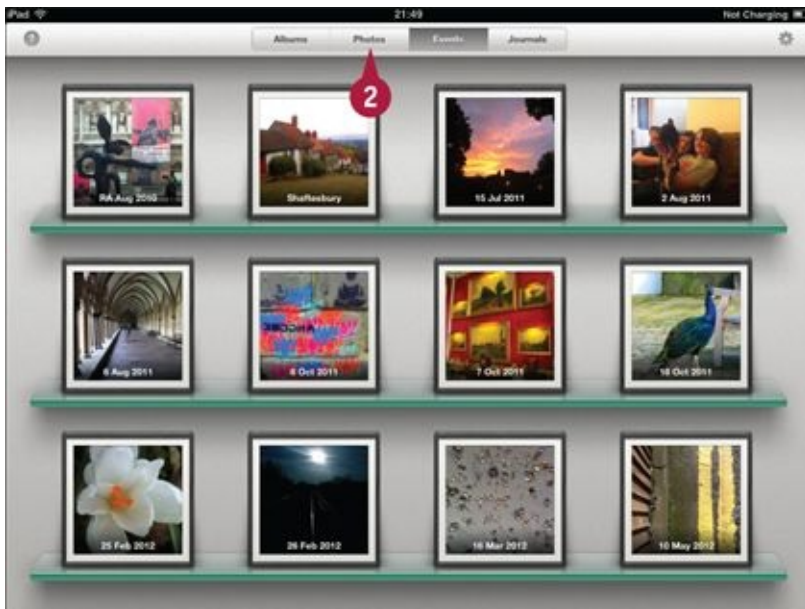 iPad 21:49 Not Charging
?
Albums Photos Events Journals
2
RA Aug 2010 Shaftesbury 15 Jul 2011 2 Aug 2011
6 Aug 2011 8 Oct 2011 7 Oct 2011 18 Oct 2011
25 Feb 2012 26 Feb 2012 16 Mar 2012 10 May 2012